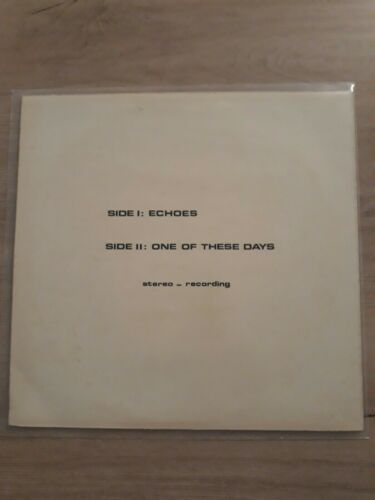 SIDE I: ECHOES
SIDE II: ONE OF THESE DAYS
stereo - recording